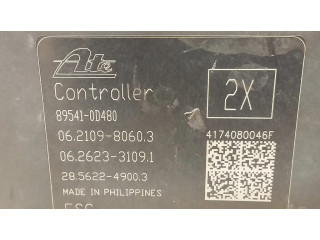 Ate
Controller
2X
89541-0D480
06.2109-8060.3
4174080046F
06.2623-3109.1
28.5622-4900.3
MADE IN PHILIPPINES
ESC